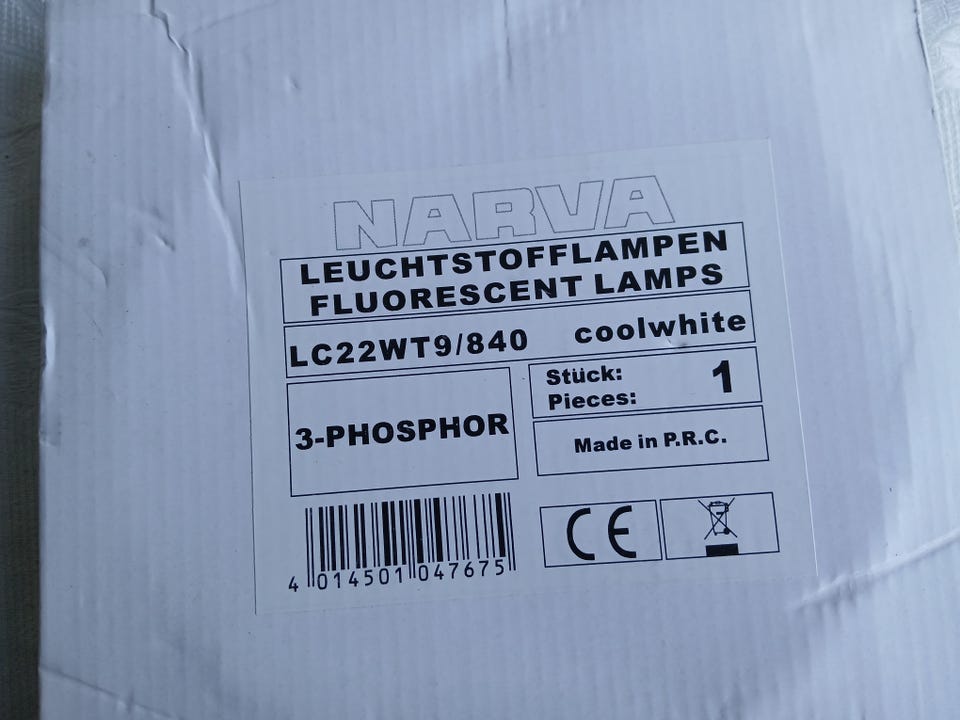 NARVA
LEUCHTSTOFFLAMPEN
FLUORESCENT LAMPS
LC22WT9/840 coolwhite
3-PHOSPHOR
Stück: 1
Pieces:
Made in P.R.C.
4 014501 047675
CE